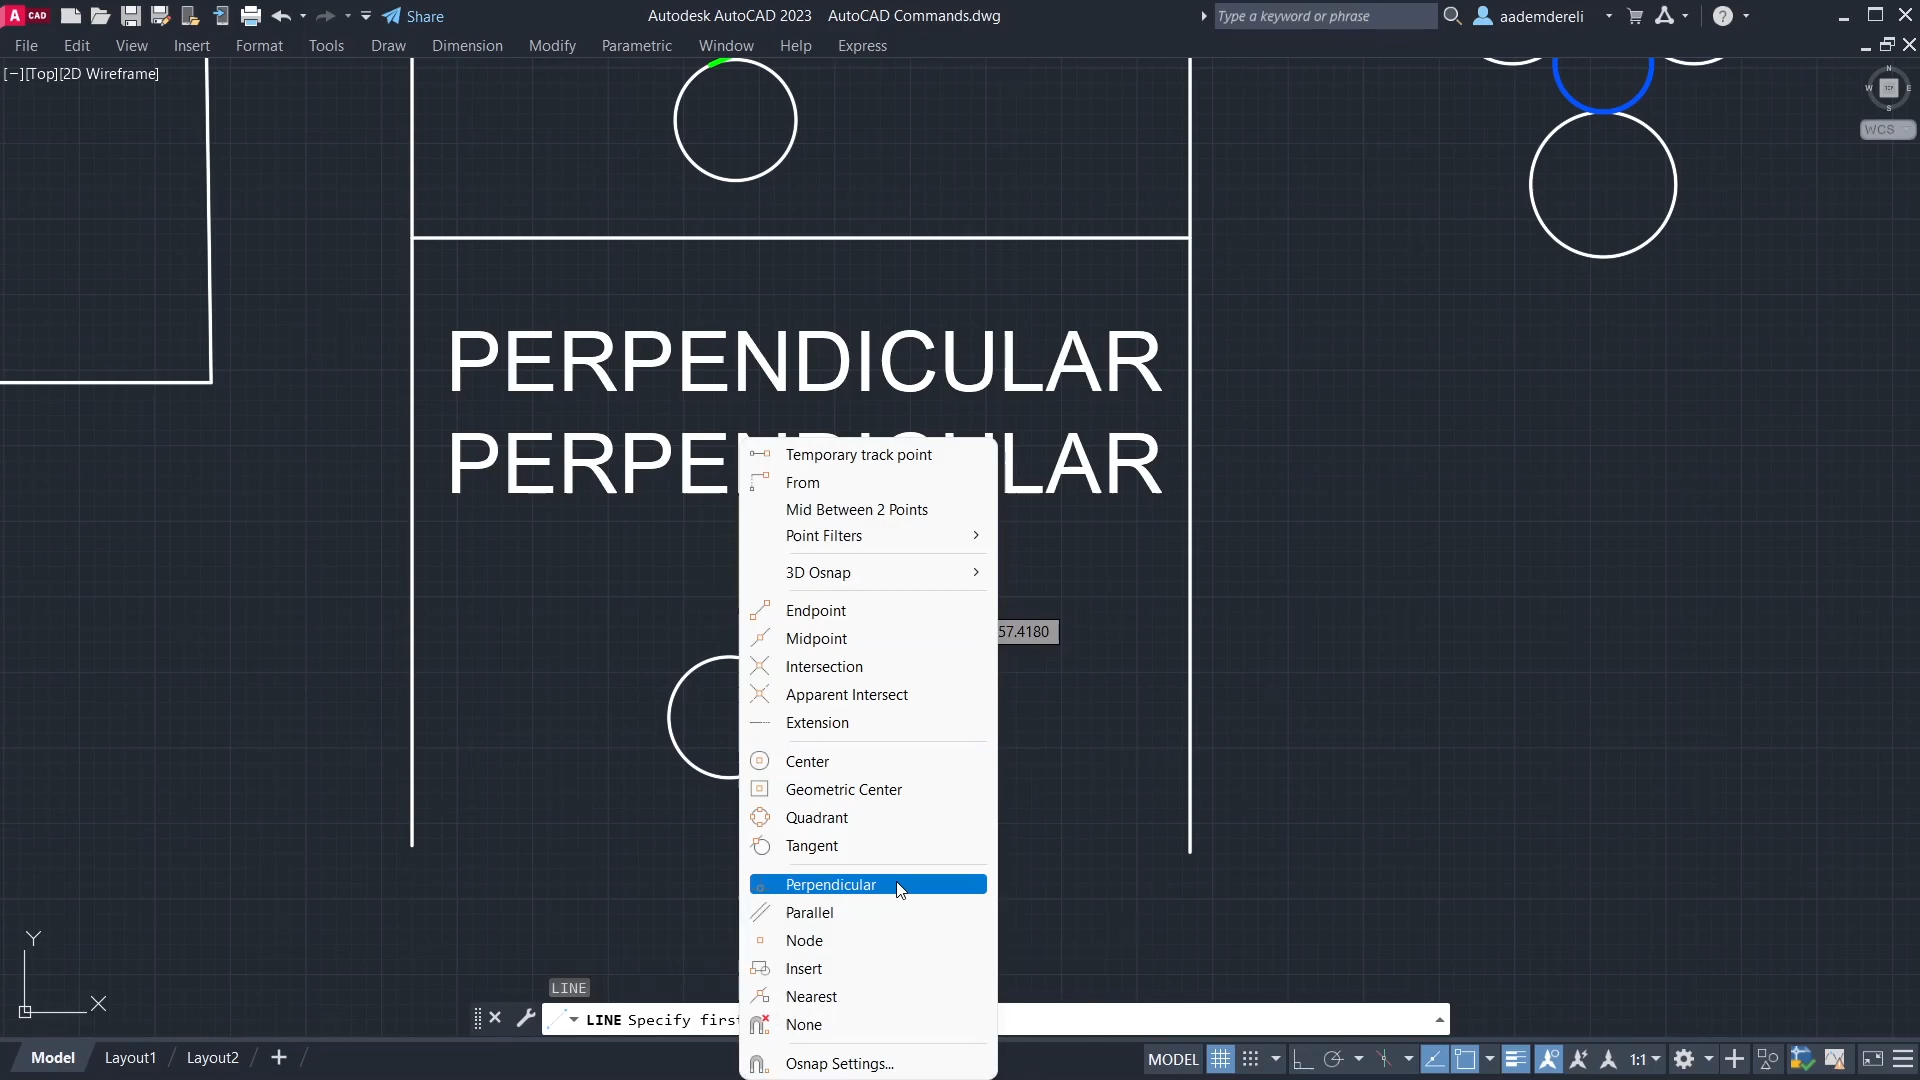 A CAD
Share
Autodesk AutoCAD 2023 AutoCAD Commands.dwg
Type a keyword or phrase
aademdereli
File Edit View Insert Format Tools Draw Dimension Modify Parametric Window Help Express
[−][Top][2D Wireframe]
N
W TOP E
S
WCS
PERPENDICULAR
PERPENDICULAR
Temporary track point
From
Mid Between 2 Points
Point Filters
3D Osnap
Endpoint
57.4180
Midpoint
Intersection
Apparent Intersect
Extension
Center
Geometric Center
Quadrant
Tangent
Perpendicular
Parallel
Node
Insert
Nearest
None
Osnap Settings...
Y
X
LINE
LINE Specify first
Model Layout1 Layout2
MODEL 1:1